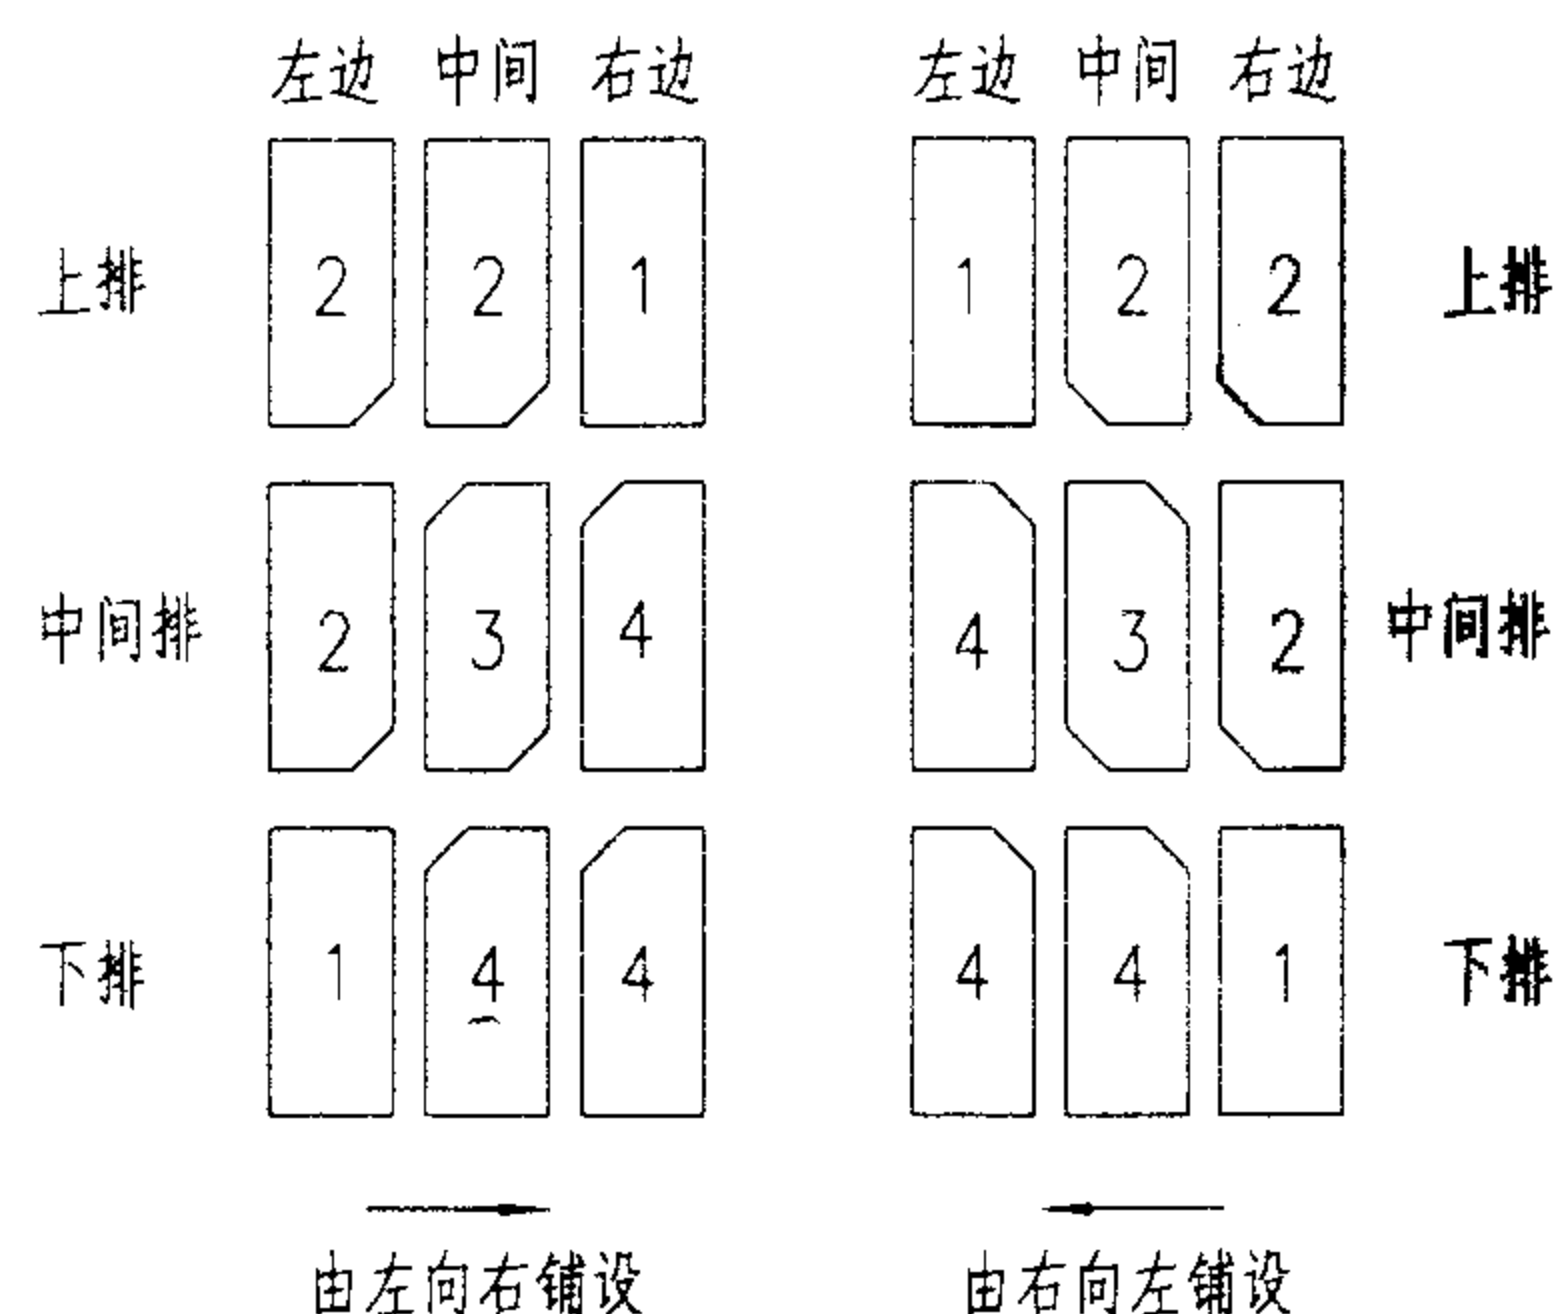 左边 中间 右边 左边 中间 右边
上排 2 2 1 1 2 2 上排
中间排 2 3 4 4 3 2 中间排
下排 1 4 4 4 4 1 下排
由左向右铺设 由右向左铺设